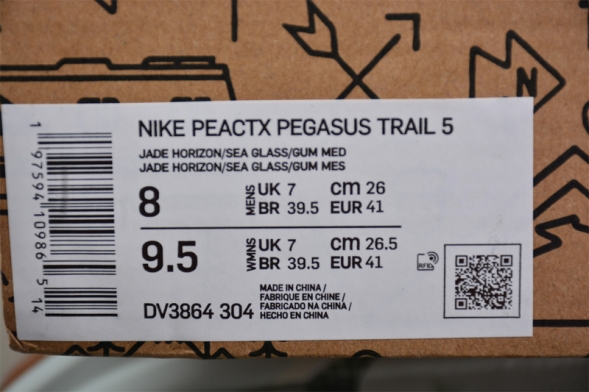 N
NIKE PEACTX PEGASUS TRAIL 5
JADE HORIZON/SEA GLASS/GUM MED
JADE HORIZON/SEA GLASS/GUM MES
8 MENS UK 7 cm 26
BR 39.5 EUR 41
9.5 WMNS UK 7 cm 26.5
BR 39.5 EUR 41
RFID
DV3864 304
MADE IN CHINA /
FABRIQUE EN CHINE /
FABRICADO NA CHINA /
HECHO EN CHINA
1 97594 10986 5 14